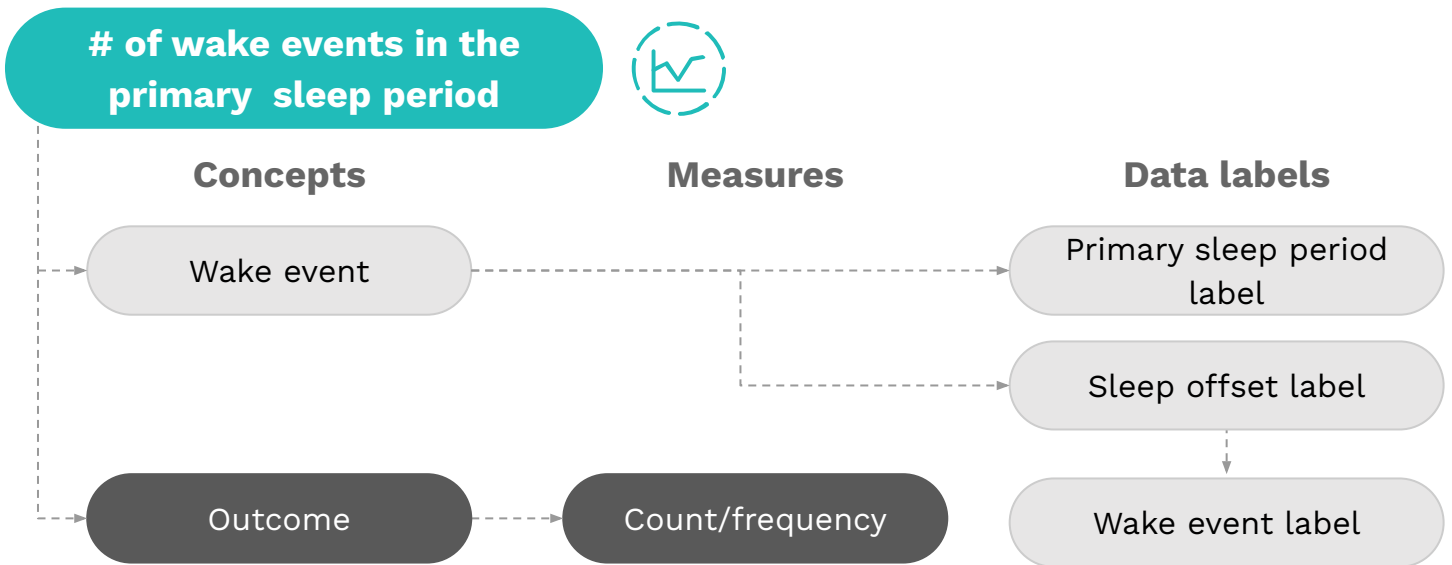 # of wake events in the
primary sleep period
Concepts
Measures
Data labels
Wake event
Primary sleep period
label
Sleep offset label
Outcome
Count/frequency
Wake event label